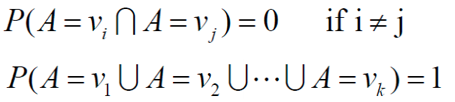 P(A = v_i ⋂ A = v_j) = 0 if i ≠ j
P(A = v_1 ⋃ A = v_2 ⋃ ⋯ ⋃ A = v_k) = 1